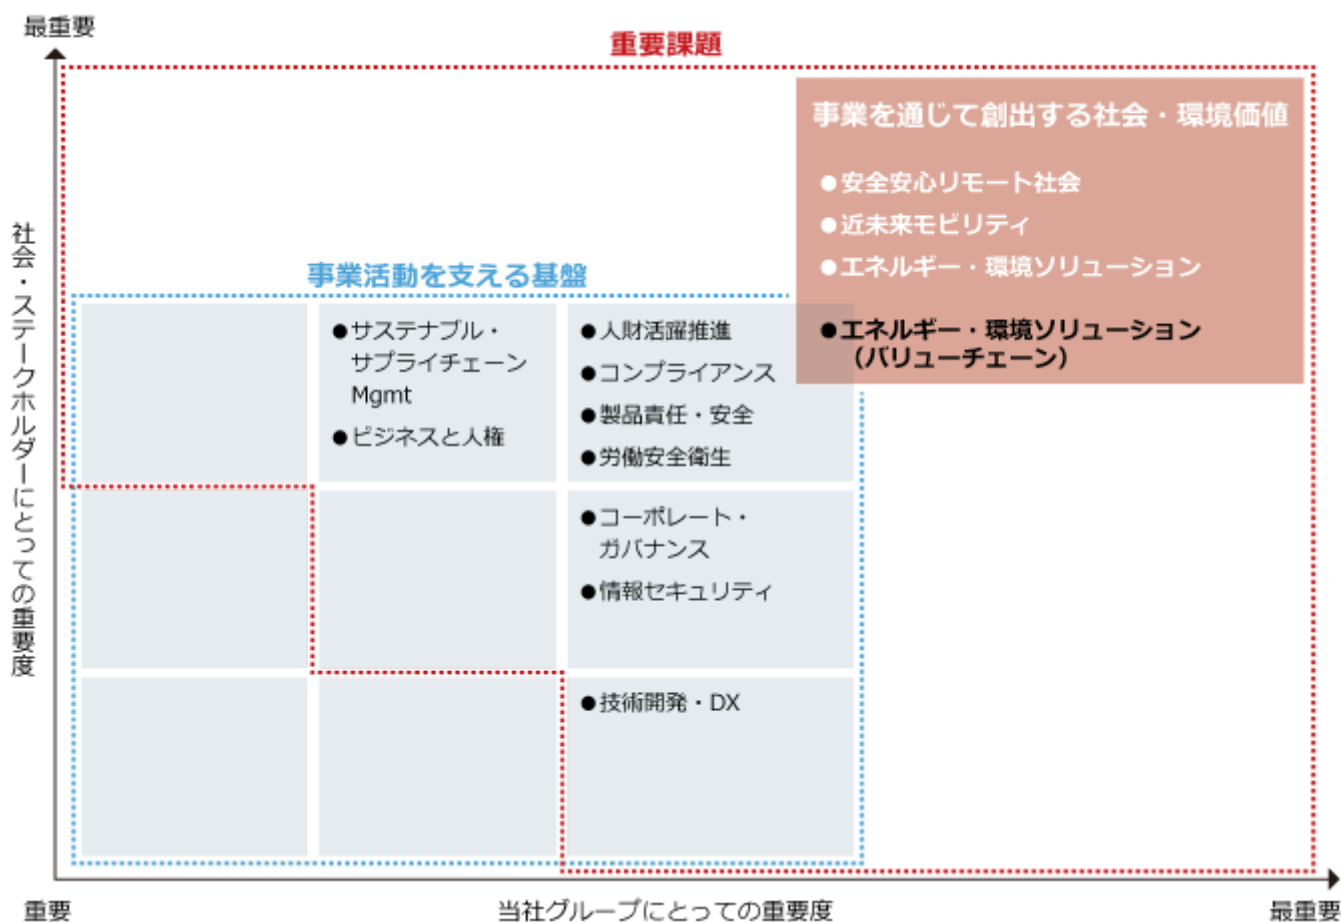 最重要
重要課題
事業を通じて創出する社会・環境価値
●安全安心リモート社会
●近未来モビリティ
●エネルギー・環境ソリューション
●エネルギー・環境ソリューション
（バリューチェーン）
社会・ステークホルダーにとっての重要度
事業活動を支える基盤
●サステナブル・
サプライチェーン
Mgmt
●ビジネスと人権
●人財活躍推進
●コンプライアンス
●製品責任・安全
●労働安全衛生
●コーポレート・
ガバナンス
●情報セキュリティ
●技術開発・DX
重要
当社グループにとっての重要度
最重要